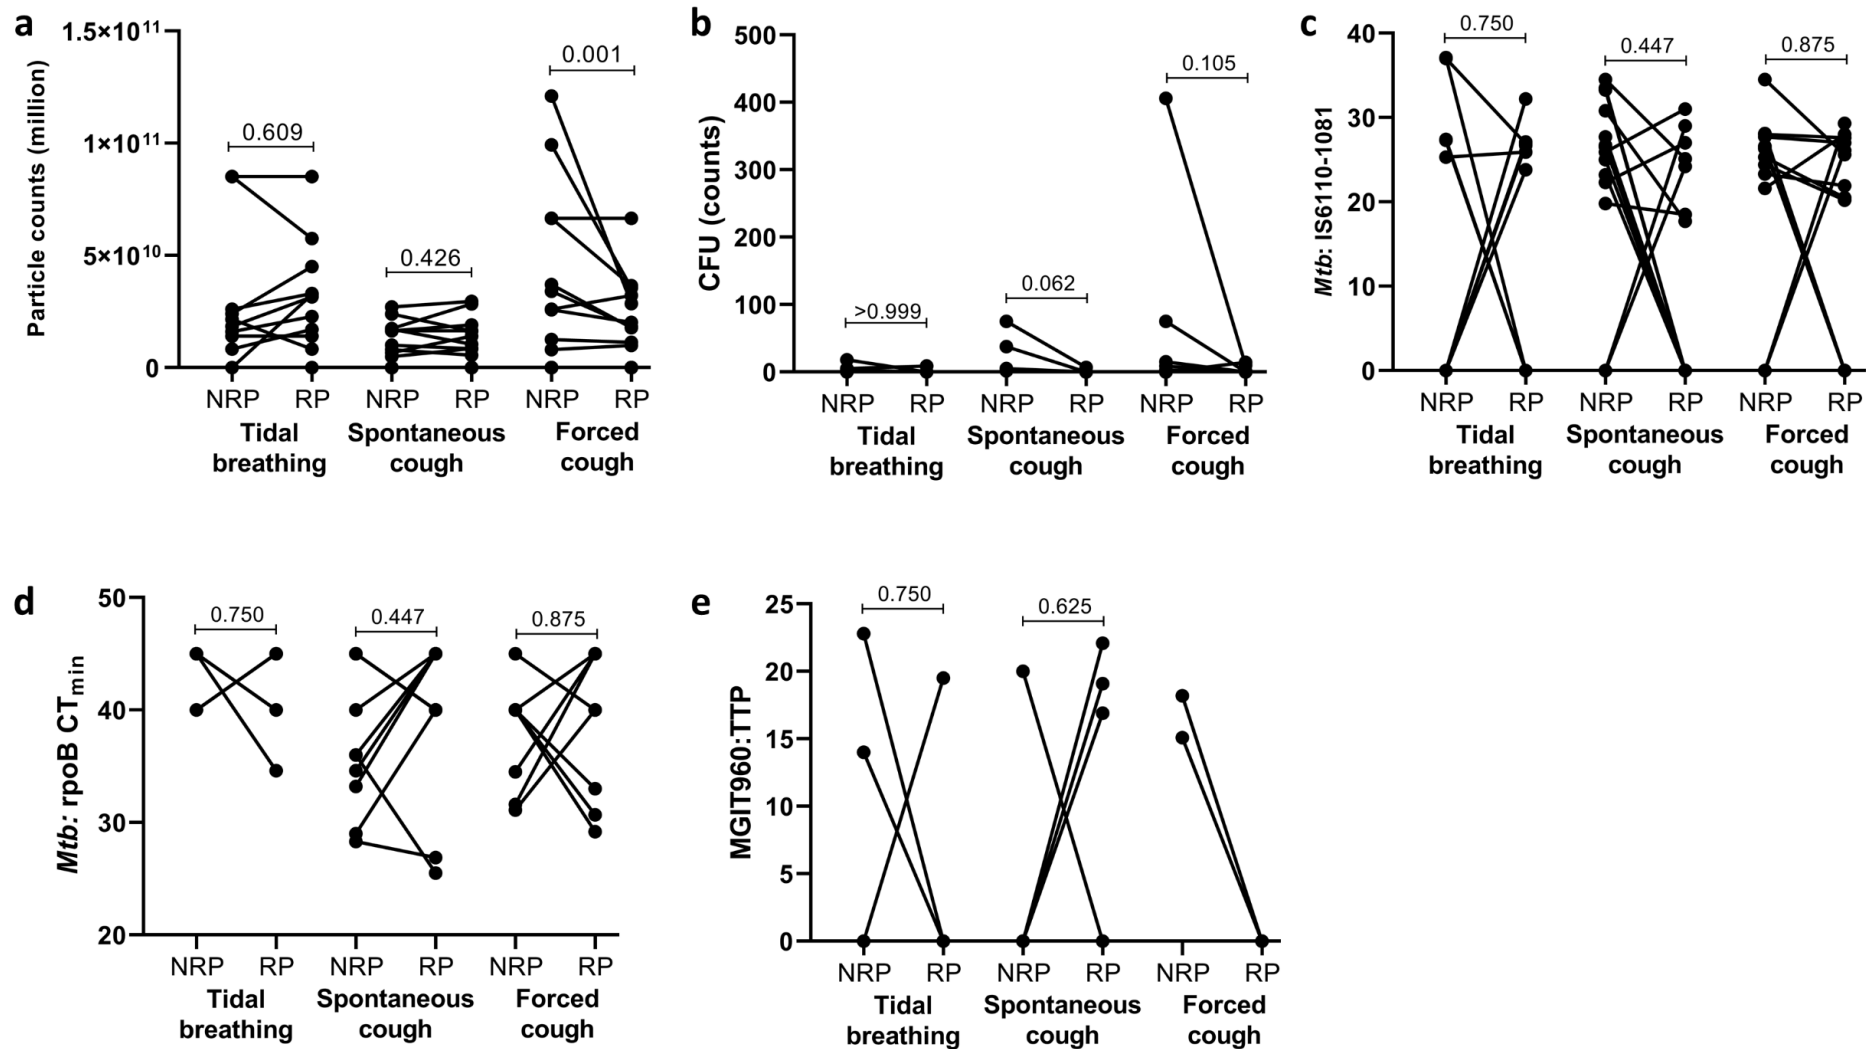 a
Particle counts (million)
1.5×10¹¹
1×10¹¹
5×10¹⁰
0
0.609
0.426
0.001
NRP RP NRP RP NRP RP
Tidal breathing
Spontaneous cough
Forced cough
b
CFU (counts)
500
400
300
200
100
0
>0.999
0.062
0.105
NRP RP NRP RP NRP RP
Tidal breathing
Spontaneous cough
Forced cough
c
Mtb: IS6110-1081
40
30
20
10
0
0.750
0.447
0.875
NRP RP NRP RP NRP RP
Tidal breathing
Spontaneous cough
Forced cough
d
Mtb: rpoB CTmin
50
40
30
20
0.750
0.447
0.875
NRP RP NRP RP NRP RP
Tidal breathing
Spontaneous cough
Forced cough
e
MGIT960:TTP
25
20
15
10
5
0
0.750
0.625
NRP RP NRP RP NRP RP
Tidal breathing
Spontaneous cough
Forced cough